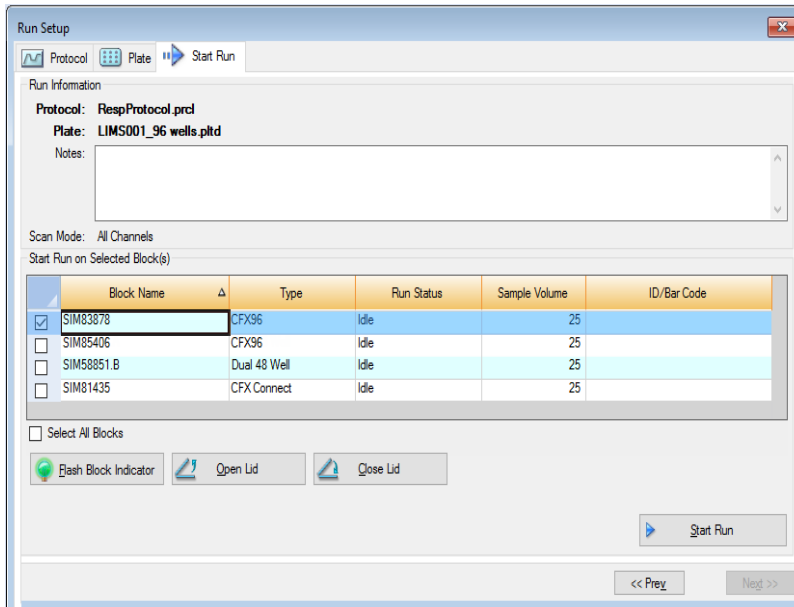 Run Setup
Protocol Plate Start Run
Run Information
Protocol: RespProtocol.prcl
Plate: LIMS001_96 wells.pltd
Notes:
Scan Mode: All Channels
Start Run on Selected Block(s)
Block Name Type Run Status Sample Volume ID/Bar Code
SIM83878 CFX96 Idle 25
SIM85406 CFX96 Idle 25
SIM58851.B Dual 48 Well Idle 25
SIM81435 CFX Connect Idle 25
Select All Blocks
Flash Block Indicator Open Lid Close Lid
Start Run
<< Prev Next >>